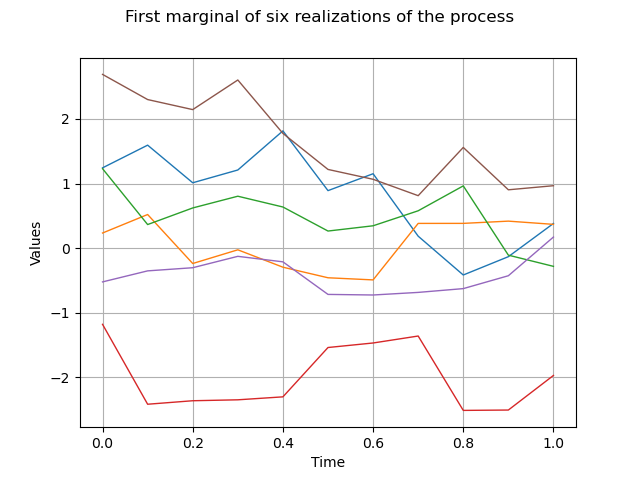 First marginal of six realizations of the process
Values
2
1
0
−1
−2
0.0 0.2 0.4 0.6 0.8 1.0
Time